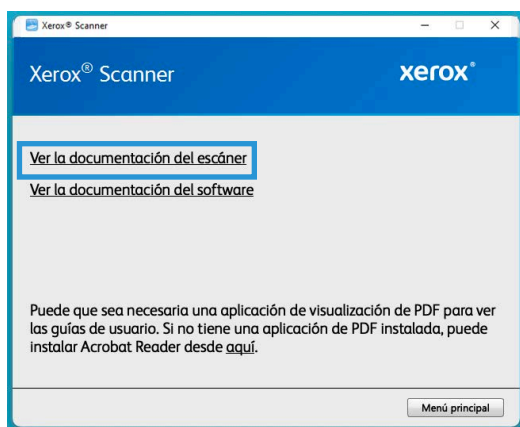 Xerox® Scanner
Xerox® Scanner
xerox®
Ver la documentación del escáner
Ver la documentación del software
Puede que sea necesaria una aplicación de visualización de PDF para ver
las guías de usuario. Si no tiene una aplicación de PDF instalada, puede
instalar Acrobat Reader desde aquí.
Menú principal